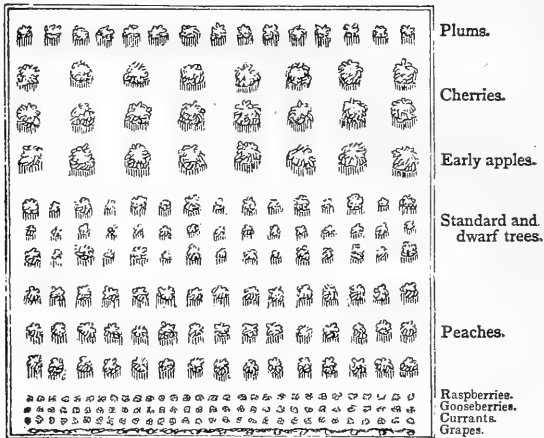 Plums.
Cherries.
Early apples.
Standard and
dwarf trees.
Peaches.
Raspberries.
Gooseberries.
Currants.
Grapes.